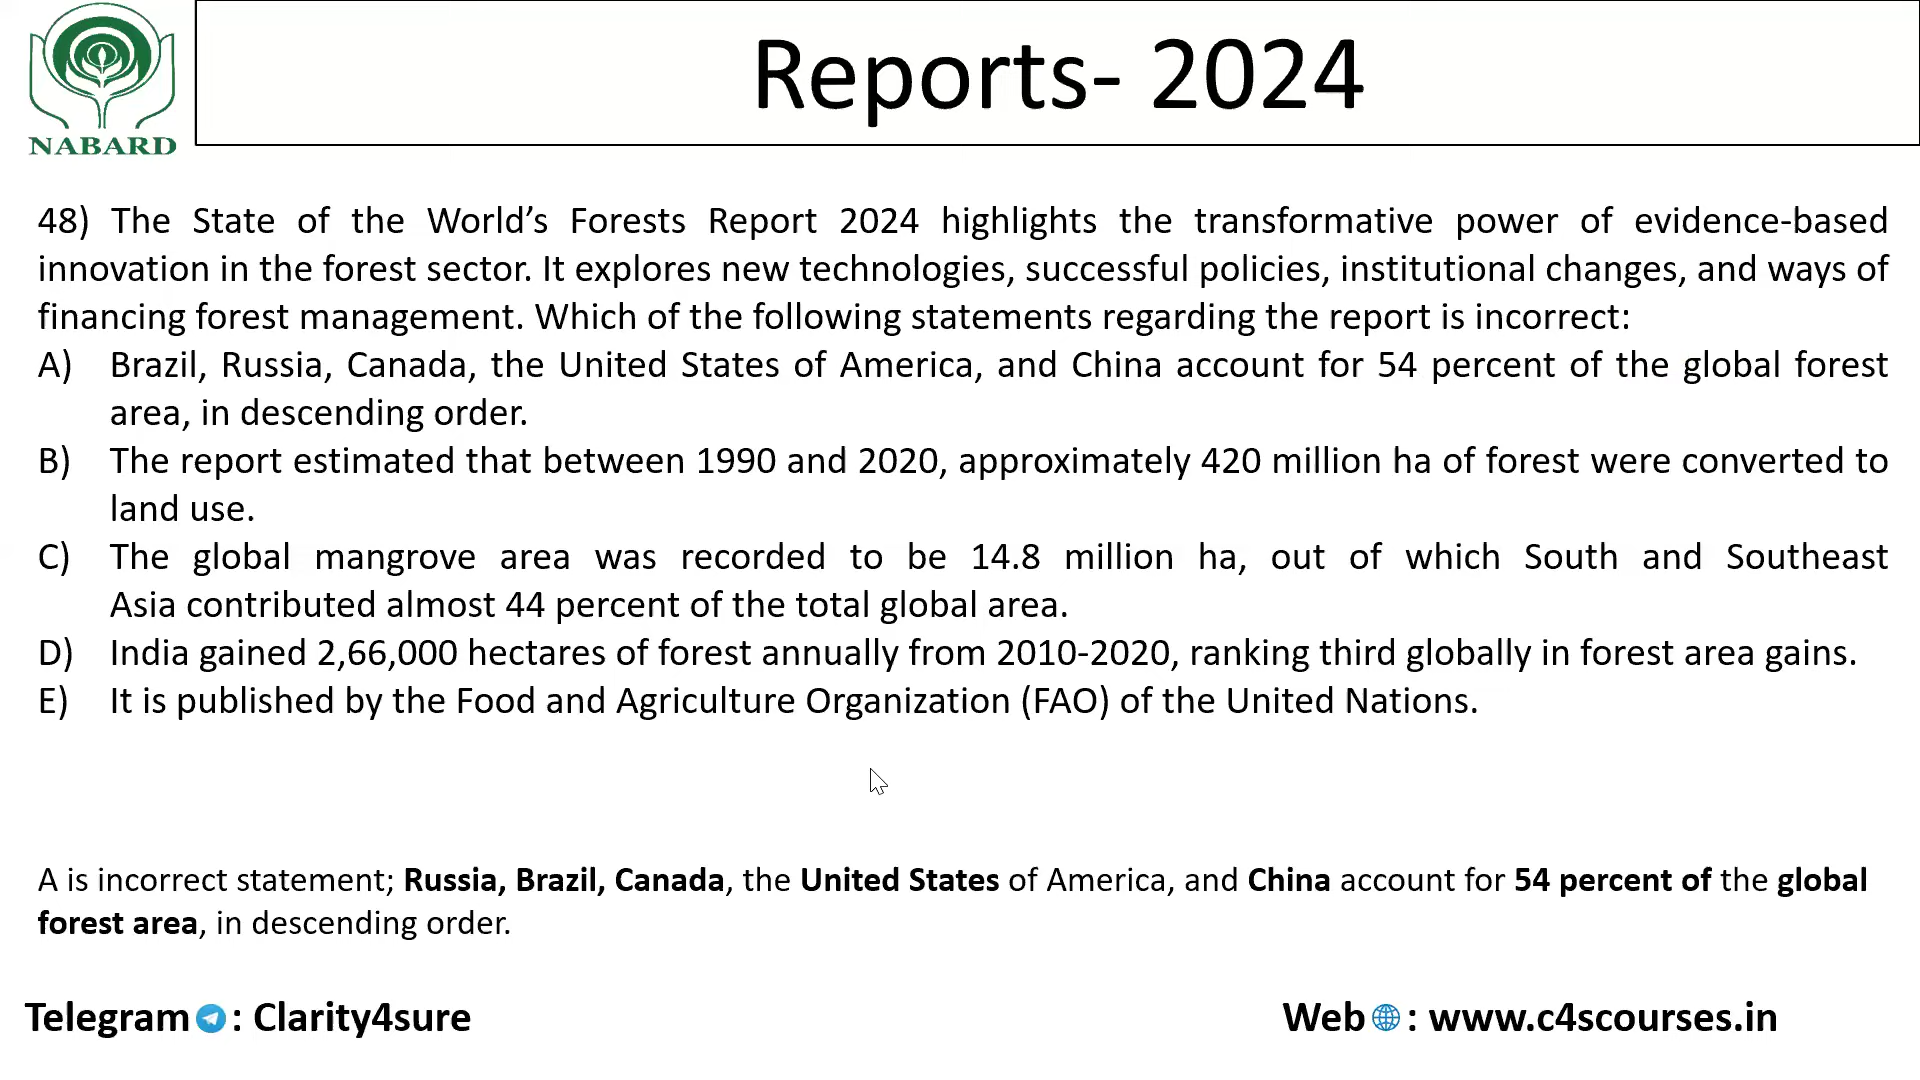 NABARD
Reports- 2024
48) The State of the World’s Forests Report 2024 highlights the transformative power of evidence-based
innovation in the forest sector. It explores new technologies, successful policies, institutional changes, and ways of
financing forest management. Which of the following statements regarding the report is incorrect:
A) Brazil, Russia, Canada, the United States of America, and China account for 54 percent of the global forest
area, in descending order.
B) The report estimated that between 1990 and 2020, approximately 420 million ha of forest were converted to
land use.
C) The global mangrove area was recorded to be 14.8 million ha, out of which South and Southeast
Asia contributed almost 44 percent of the total global area.
D) India gained 2,66,000 hectares of forest annually from 2010-2020, ranking third globally in forest area gains.
E) It is published by the Food and Agriculture Organization (FAO) of the United Nations.
A is incorrect statement; Russia, Brazil, Canada, the United States of America, and China account for 54 percent of the global
forest area, in descending order.
Telegram : Clarity4sure
Web : www.c4scourses.in